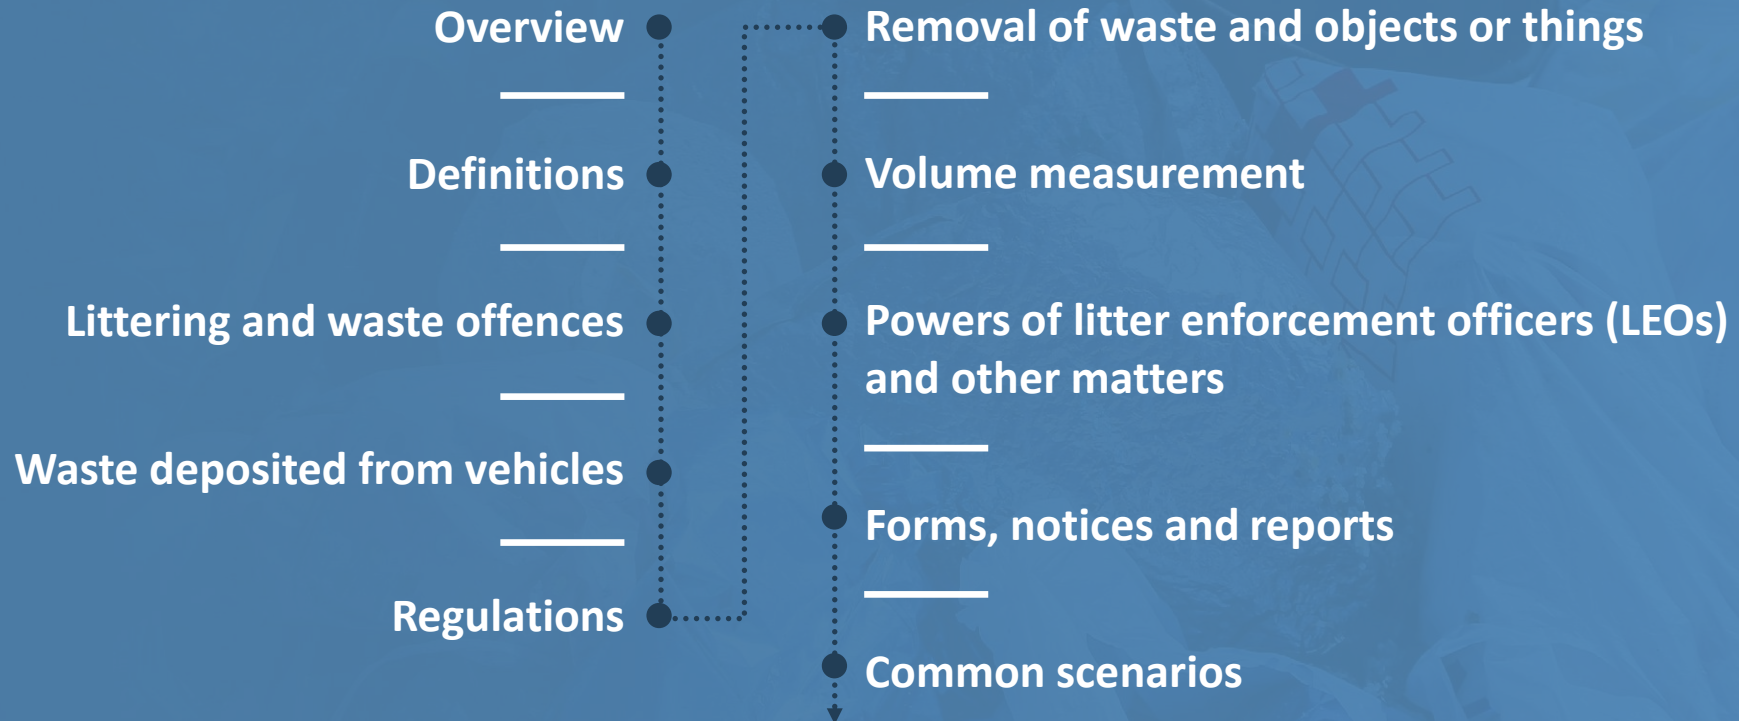 Overview
Definitions
Littering and waste offences
Waste deposited from vehicles
Regulations
Removal of waste and objects or things
Volume measurement
Powers of litter enforcement officers (LEOs)
and other matters
Forms, notices and reports
Common scenarios